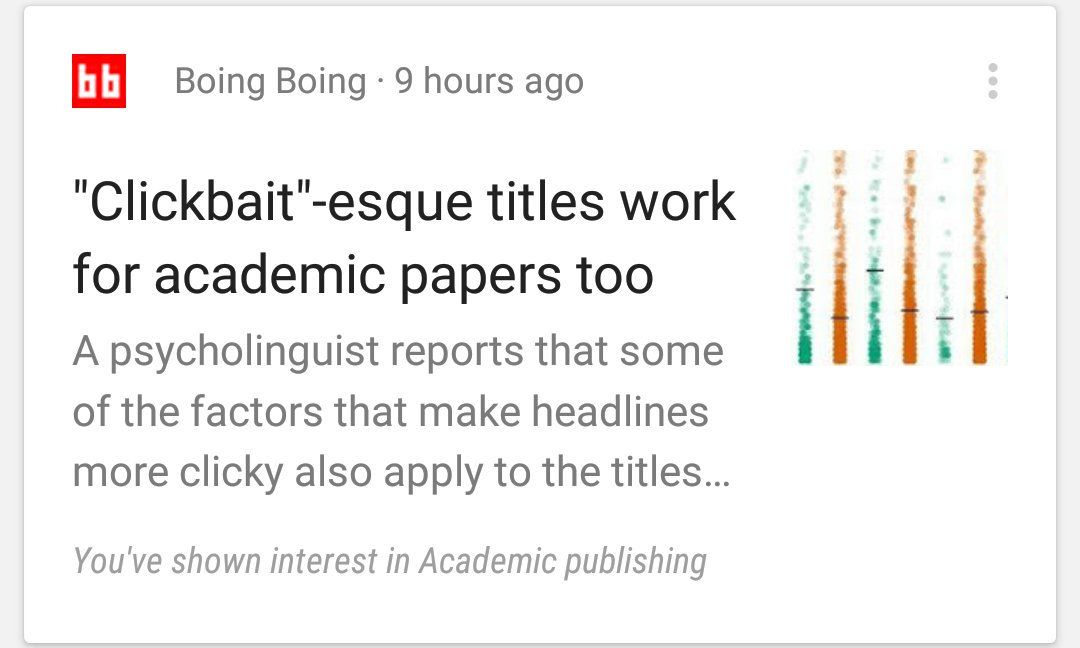 bb
Boing Boing · 9 hours ago
"Clickbait"-esque titles work
for academic papers too
A psycholinguist reports that some
of the factors that make headlines
more clicky also apply to the titles...
You've shown interest in Academic publishing